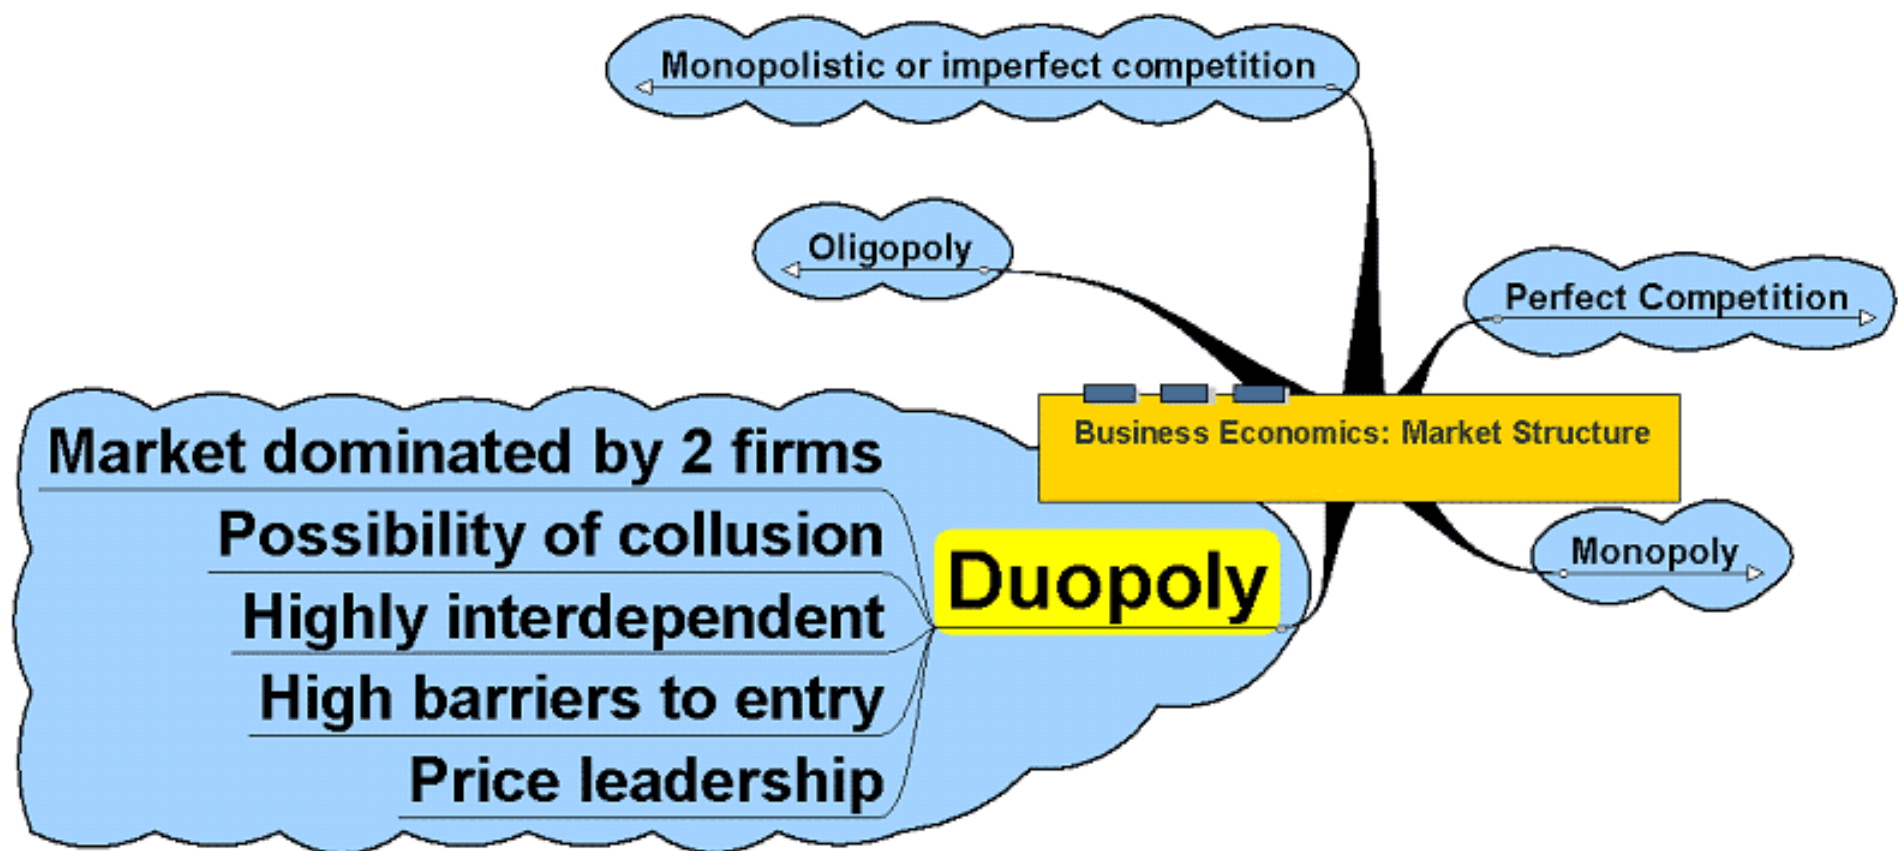 Monopolistic or imperfect competition
Oligopoly
Perfect Competition
Business Economics: Market Structure
Market dominated by 2 firms
Possibility of collusion
Highly interdependent
High barriers to entry
Price leadership
Duopoly
Monopoly